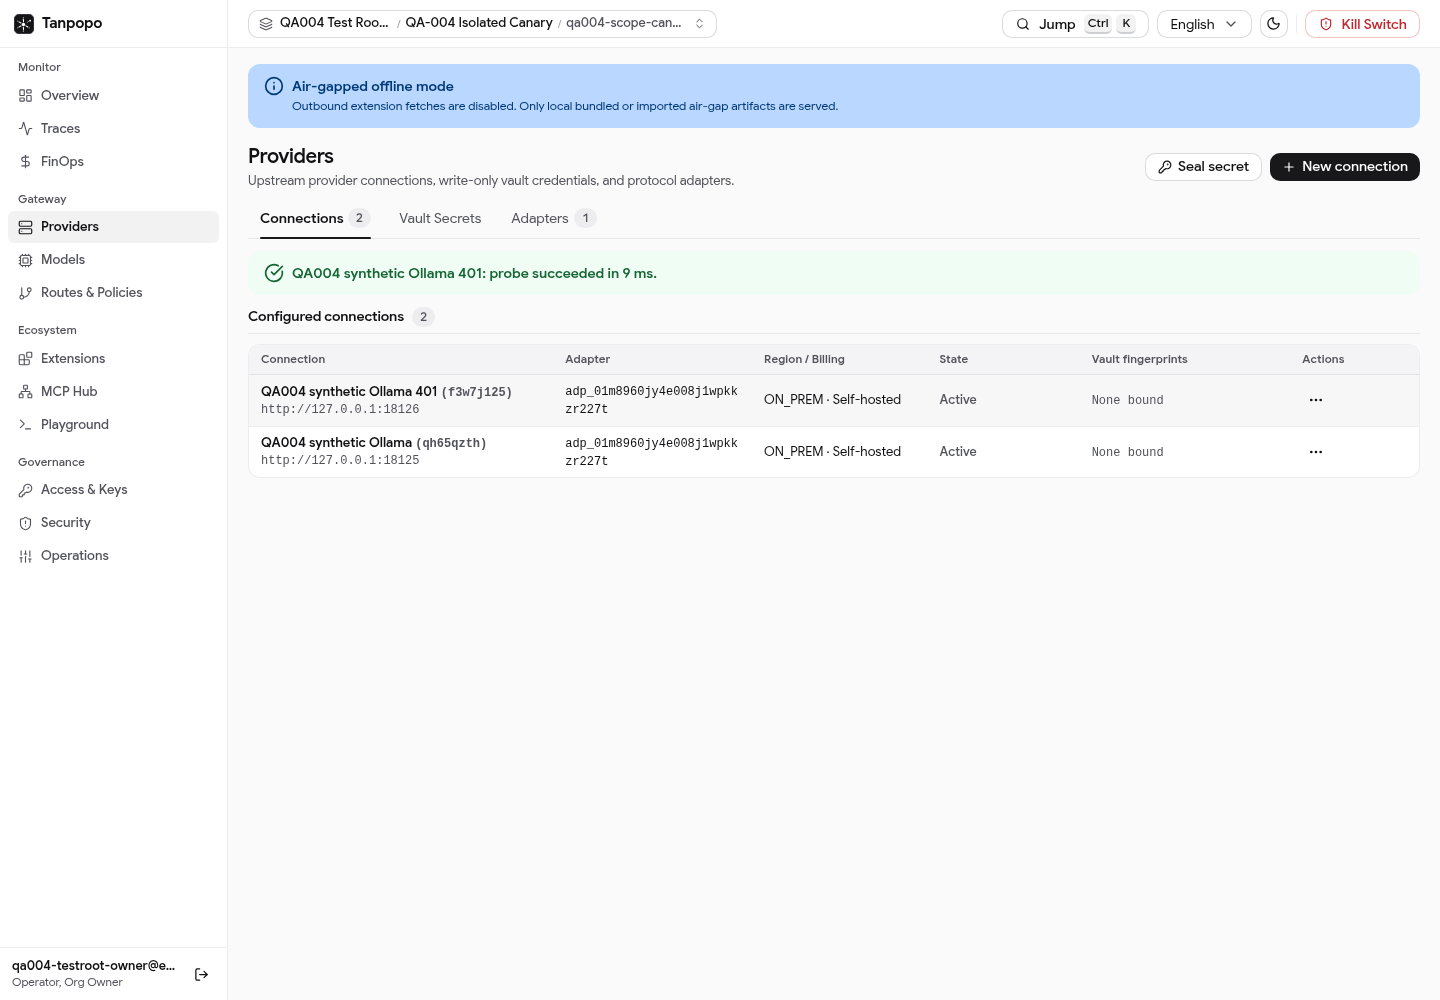 Tanpopo
QA004 Test Roo... / QA-004 Isolated Canary / qa004-scope-can...
Jump Ctrl K
English
Kill Switch
Monitor
Overview
Traces
FinOps
Gateway
Providers
Models
Routes & Policies
Ecosystem
Extensions
MCP Hub
Playground
Governance
Access & Keys
Security
Operations
qa004-testroot-owner@e...
Operator, Org Owner
Air-gapped offline mode
Outbound extension fetches are disabled. Only local bundled or imported air-gap artifacts are served.
Providers
Upstream provider connections, write-only vault credentials, and protocol adapters.
Seal secret
New connection
Connections 2
Vault Secrets
Adapters 1
QA004 synthetic Ollama 401: probe succeeded in 9 ms.
Configured connections 2
Connection Adapter Region / Billing State Vault fingerprints Actions
QA004 synthetic Ollama 401 (f3w7j125)
http://127.0.0.1:18126
adp_01m8960jy4e008j1wpkk
zr227t
ON_PREM · Self-hosted
Active
None bound
QA004 synthetic Ollama (qh65qzth)
http://127.0.0.1:18125
adp_01m8960jy4e008j1wpkk
zr227t
ON_PREM · Self-hosted
Active
None bound